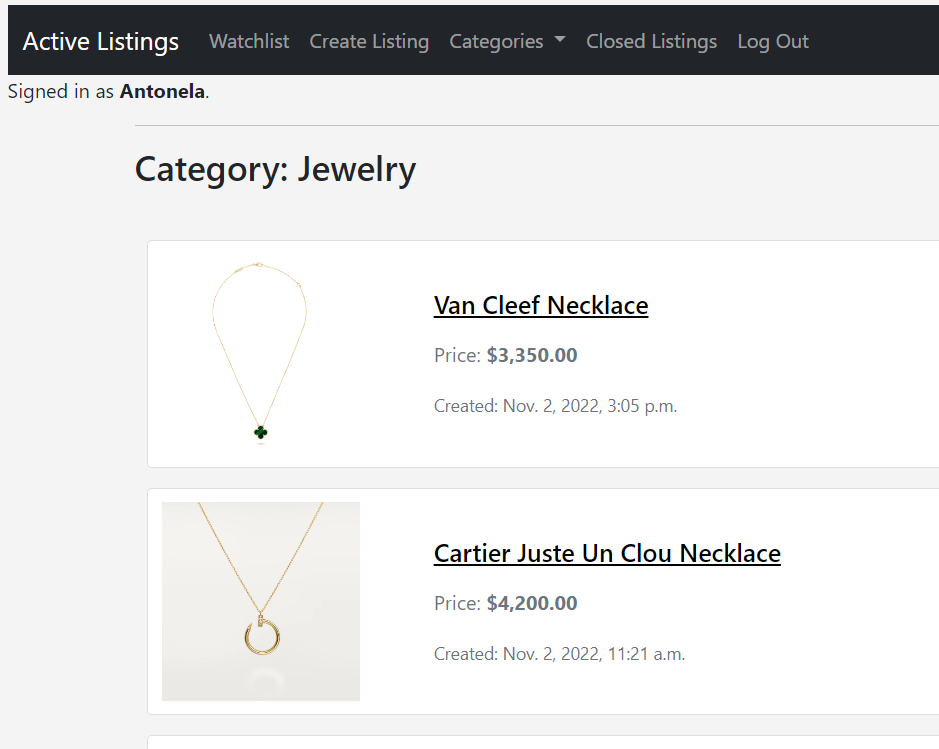 Active Listings Watchlist Create Listing Categories Closed Listings Log Out
Signed in as Antonela.
Category: Jewelry
Van Cleef Necklace
Price: $3,350.00
Created: Nov. 2, 2022, 3:05 p.m.
Cartier Juste Un Clou Necklace
Price: $4,200.00
Created: Nov. 2, 2022, 11:21 a.m.